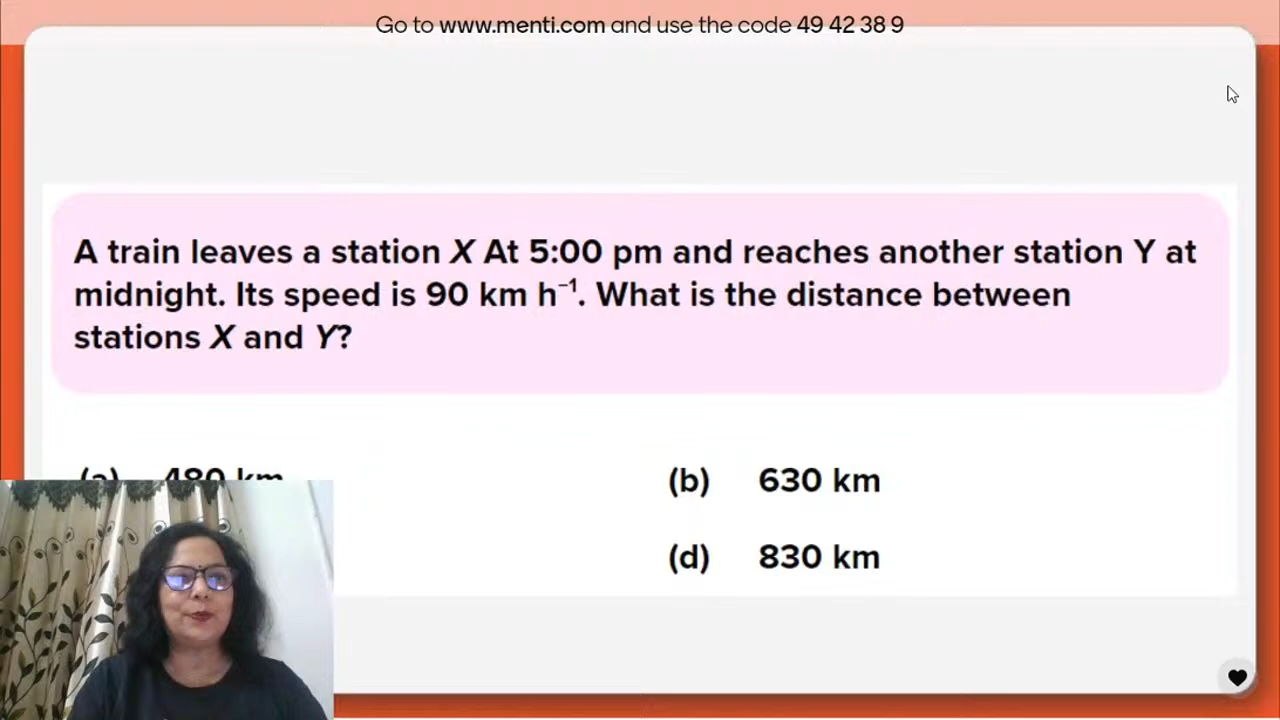 Go to www.menti.com and use the code 49 42 38 9
A train leaves a station X At 5:00 pm and reaches another station Y at
midnight. Its speed is 90 km h⁻¹. What is the distance between
stations X and Y?
(a) 480 km
(b) 630 km
(d) 830 km